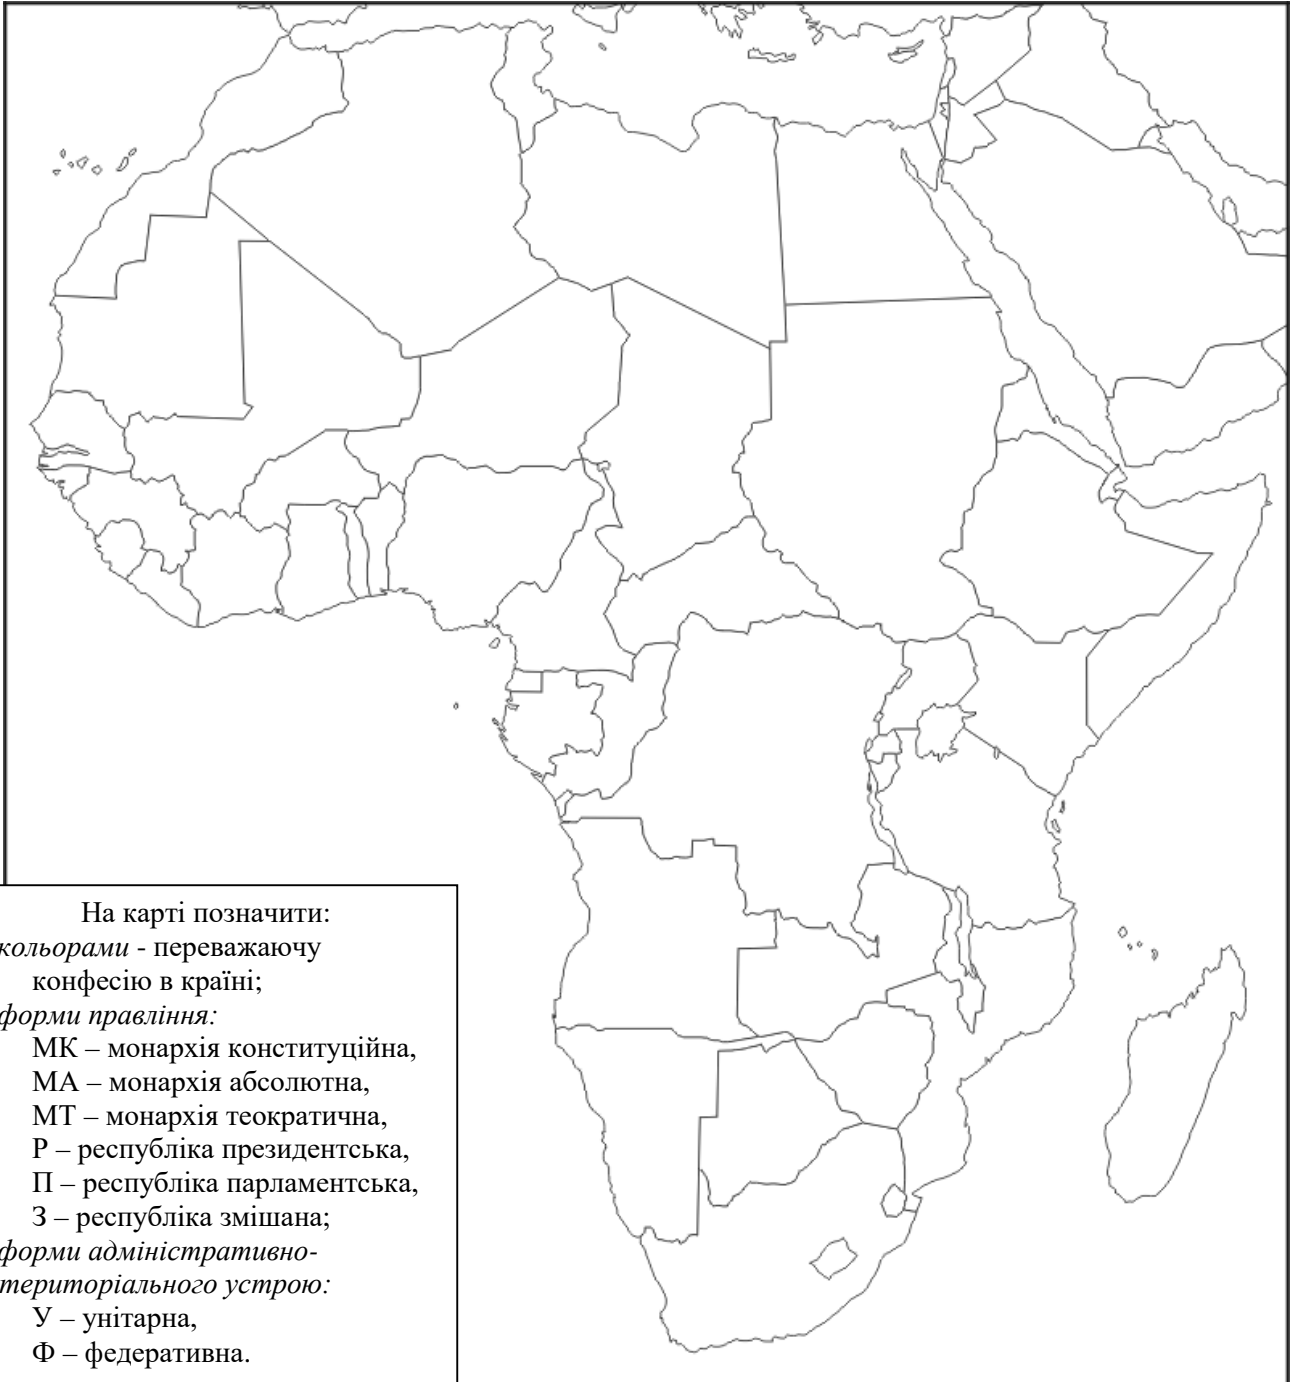 На карті позначити:
кольорами - переважаючу
конфесію в країні;
форми правління:
МК – монархія конституційна,
МА – монархія абсолютна,
МТ – монархія теократична,
Р – республіка президентська,
П – республіка парламентська,
З – республіка змішана;
форми адміністративно-
територіального устрою:
У – унітарна,
Ф – федеративна.